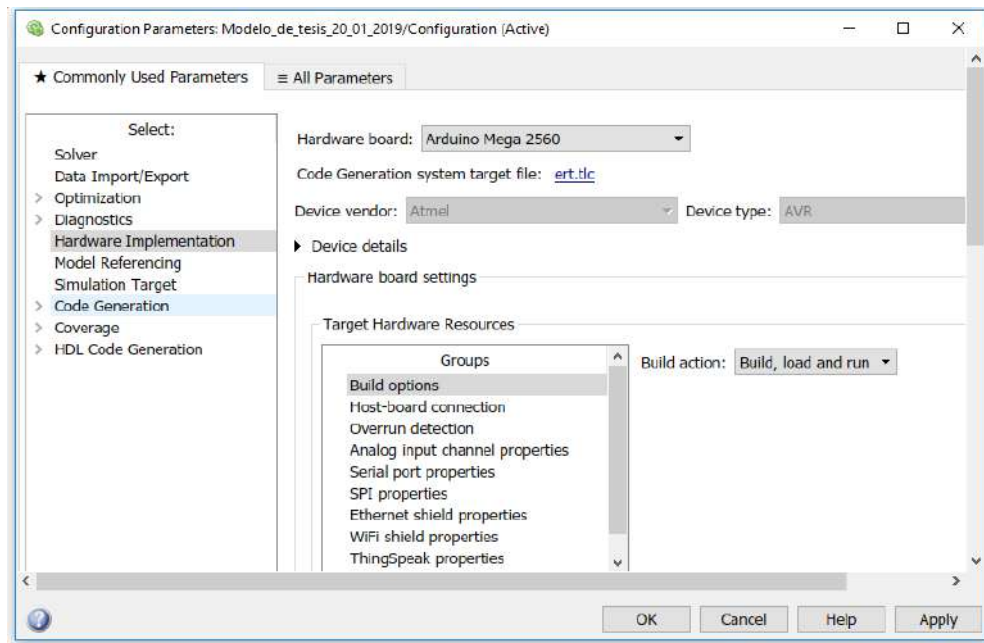 Configuration Parameters: Modelo_de_tesis_20_01_2019/Configuration (Active)
★ Commonly Used Parameters
≡ All Parameters
Select:
Solver
Data Import/Export
Optimization
Diagnostics
Hardware Implementation
Model Referencing
Simulation Target
Code Generation
Coverage
HDL Code Generation
Hardware board: Arduino Mega 2560
Code Generation system target file: ert.tlc
Device vendor: Atmel Device type: AVR
Device details
Hardware board settings
Target Hardware Resources
Groups
Build options
Host-board connection
Overrun detection
Analog input channel properties
Serial port properties
SPI properties
Ethernet shield properties
WiFi shield properties
ThingSpeak properties
Build action: Build, load and run
OK Cancel Help Apply